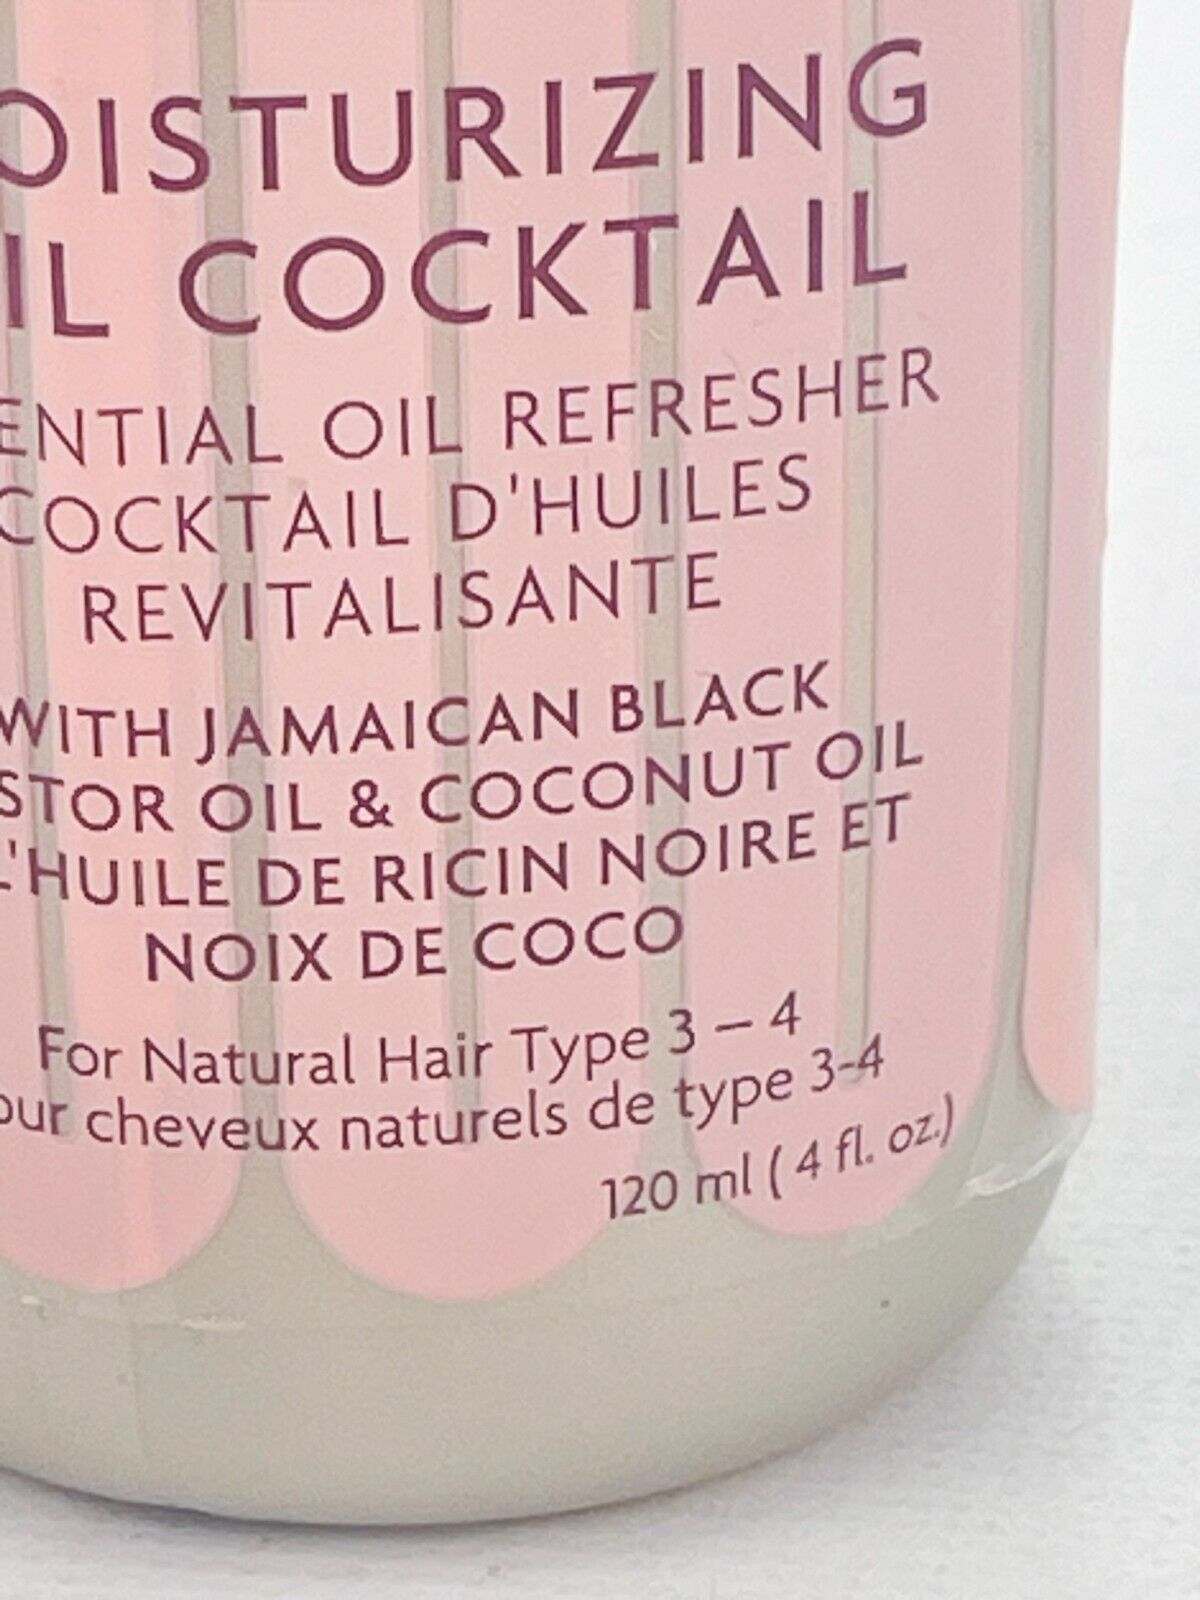 OISTURIZING
IL COCKTAIL
ENTIAL OIL REFRESHER
COCKTAIL D'HUILES
REVITALISANTE
WITH JAMAICAN BLACK
STOR OIL & COCONUT OIL
L'HUILE DE RICIN NOIRE ET
NOIX DE COCO
For Natural Hair Type 3 – 4
our cheveux naturels de type 3-4
120 ml ( 4 fl. oz.)